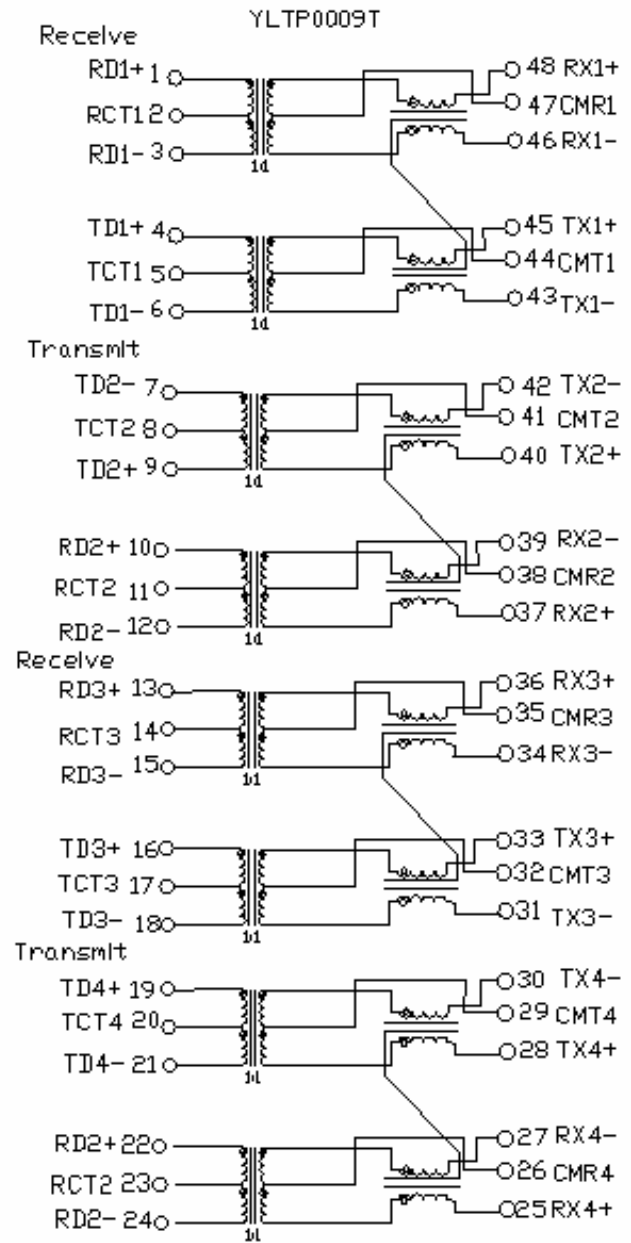 YLTP0009T
Receive
RD1+ 1 48 RX1+
RCT1 2 47 CMR1
RD1- 3 46 RX1-
1:1
TD1+ 4 45 TX1+
TCT1 5 44 CMT1
TD1- 6 43 TX1-
1:1
Transmit
TD2- 7 42 TX2-
TCT2 8 41 CMT2
TD2+ 9 40 TX2+
1:1
RD2+ 10 39 RX2-
RCT2 11 38 CMR2
RD2- 12 37 RX2+
1:1
Receive
RD3+ 13 36 RX3+
RCT3 14 35 CMR3
RD3- 15 34 RX3-
1:1
TD3+ 16 33 TX3+
TCT3 17 32 CMT3
TD3- 18 31 TX3-
1:1
Transmit
TD4+ 19 30 TX4-
TCT4 20 29 CMT4
TD4- 21 28 TX4+
1:1
RD2+ 22 27 RX4-
RCT2 23 26 CMR4
RD2- 24 25 RX4+
1:1